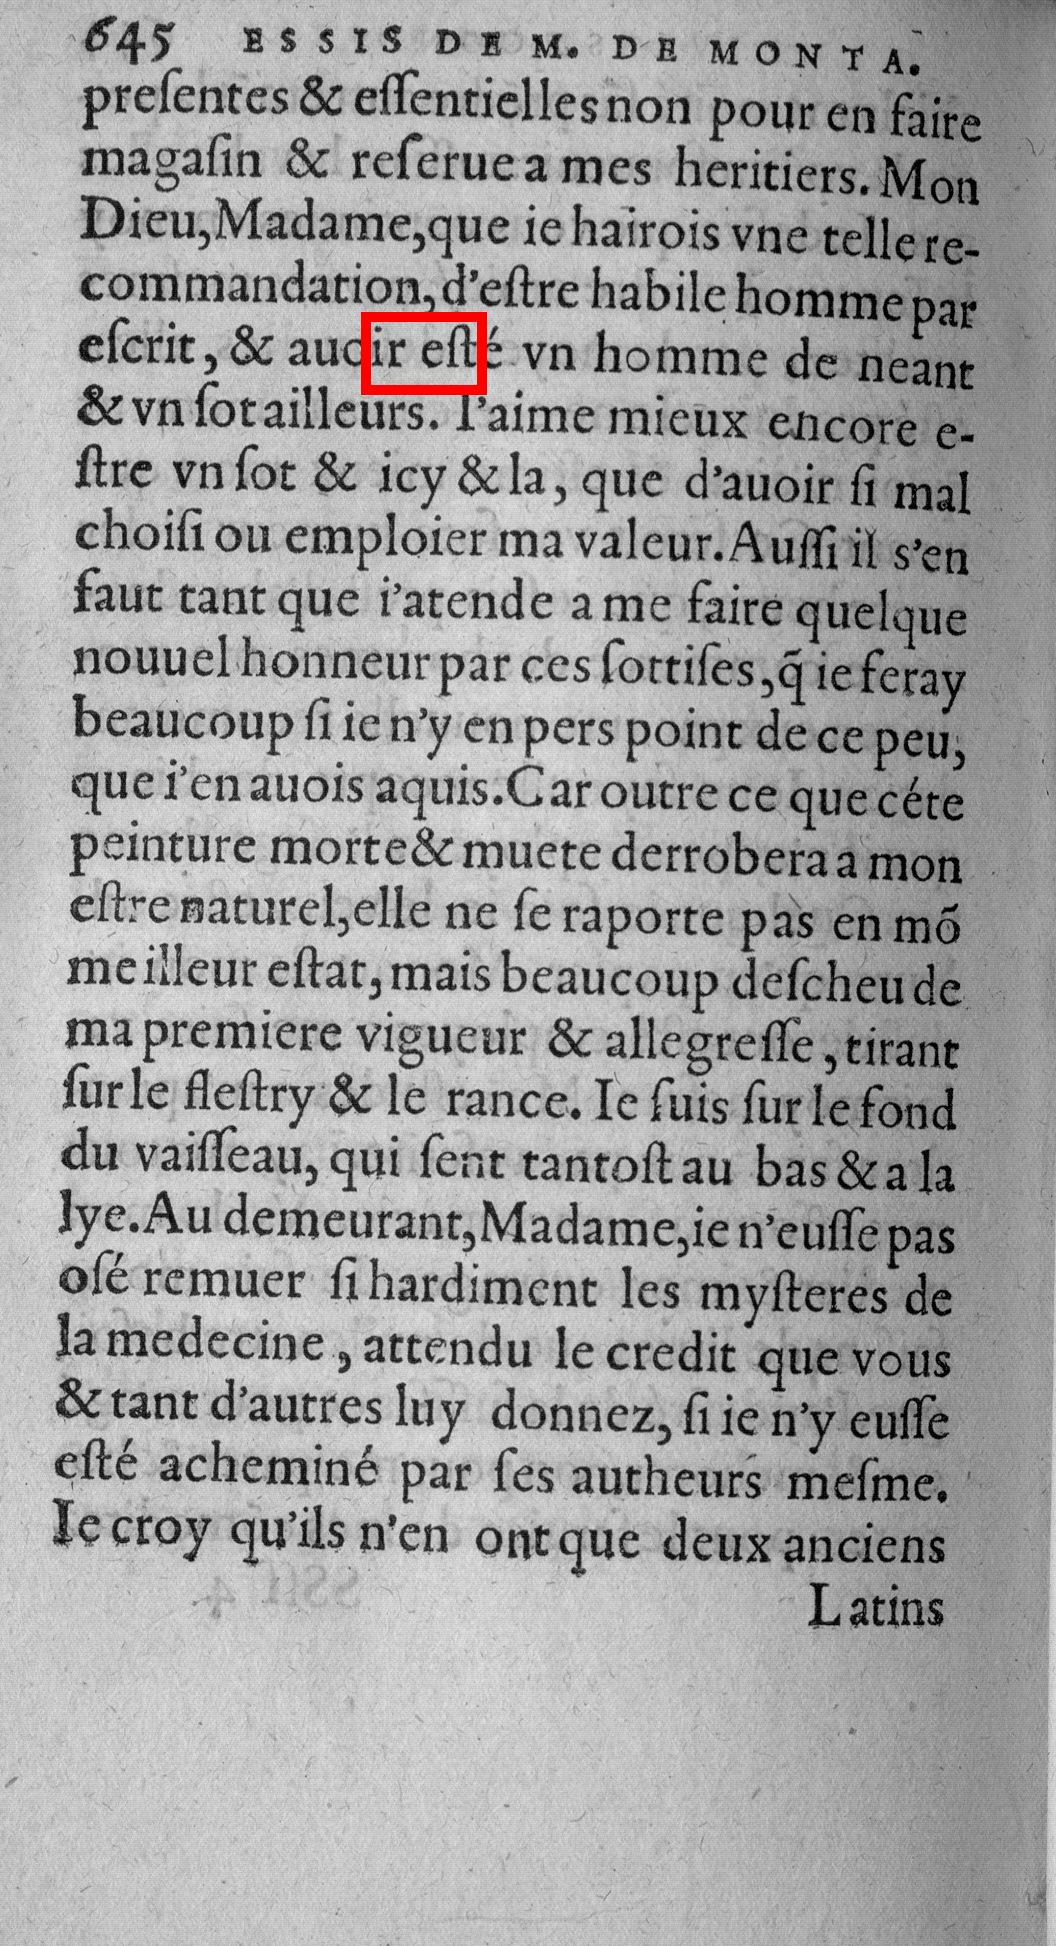 645 ESSIS DE M. DE MONTA.
preſentes & eſſentielles non pour en faire
magaſin & reſerue a mes heritiers. Mon
Dieu, Madame, que ie hairois vne telle re-
commandation, d'eſtre habile homme par
eſcrit, & auoir eſté vn homme de neant
& vn ſot ailleurs. I'aime mieux encore e-
ſtre vn ſot & icy & la, que d'auoir ſi mal
choiſi ou emploier ma valeur. Auſſi il s'en
faut tant que i'atende a me faire quelque
nouuel honneur par ces ſottiſes, q̃ ie feray
beaucoup ſi ie n'y en pers point de ce peu,
que i'en auois aquis. Car outre ce que céte
peinture morte & muete derrobera a mon
eſtre naturel, elle ne ſe raporte pas en mõ
meilleur eſtat, mais beaucoup deſcheu de
ma premiere vigueur & allegreſſe, tirant
ſur le fleſtry & le rance. Ie ſuis ſur le fond
du vaiſſeau, qui ſent tantoſt au bas & a la
lye. Au demeurant, Madame, ie n'euſſe pas
oſé remuer ſi hardiment les myſteres de
la medecine, attendu le credit que vous
& tant d'autres luy donnez, ſi ie n'y euſſe
eſté acheminé par ſes autheurs meſme.
Ie croy qu'ils n'en ont que deux anciens
Latins